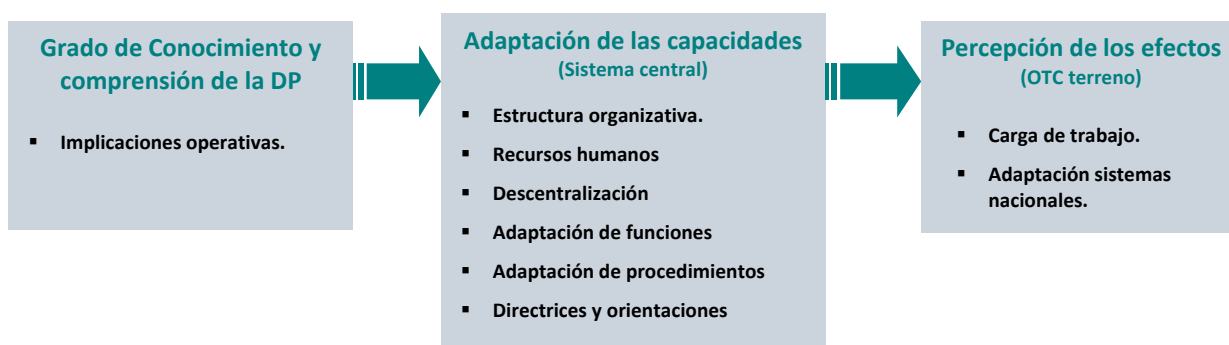 Grado de Conocimiento y
comprensión de la DP
▪ Implicaciones operativas.
Adaptación de las capacidades
(Sistema central)
▪ Estructura organizativa.
▪ Recursos humanos
▪ Descentralización
▪ Adaptación de funciones
▪ Adaptación de procedimientos
▪ Directrices y orientaciones
Percepción de los efectos
(OTC terreno)
▪ Carga de trabajo.
▪ Adaptación sistemas
nacionales.